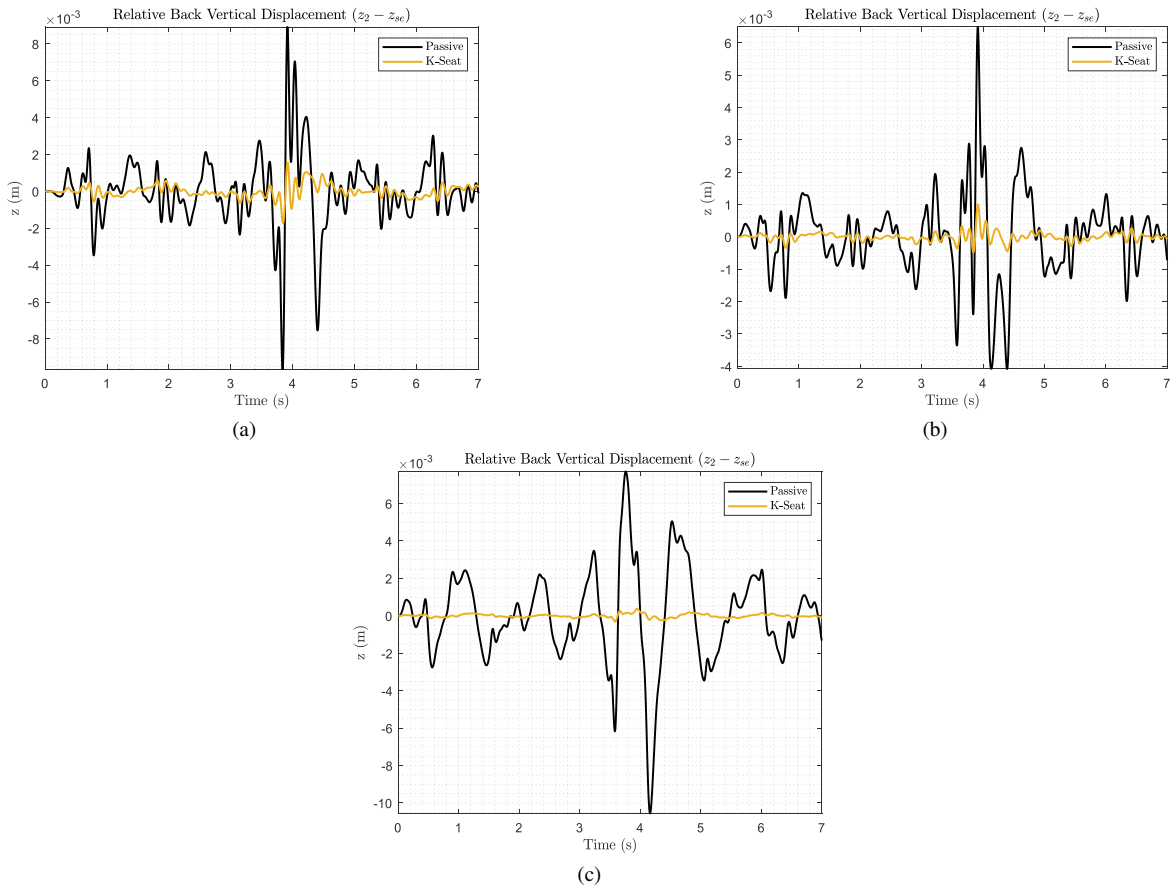 ×10⁻³
Relative Back Vertical Displacement (z₂ − zₛₑ)
Passive
K-Seat
8
6
4
2
0
-2
-4
-6
-8
z (m)
0 1 2 3 4 5 6 7
Time (s)
(a)
×10⁻³
Relative Back Vertical Displacement (z₂ − zₛₑ)
Passive
K-Seat
6
5
4
3
2
1
0
-1
-2
-3
-4
z (m)
0 1 2 3 4 5 6 7
Time (s)
(b)
×10⁻³
Relative Back Vertical Displacement (z₂ − zₛₑ)
Passive
K-Seat
6
4
2
0
-2
-4
-6
-8
-10
z (m)
0 1 2 3 4 5 6 7
Time (s)
(c)